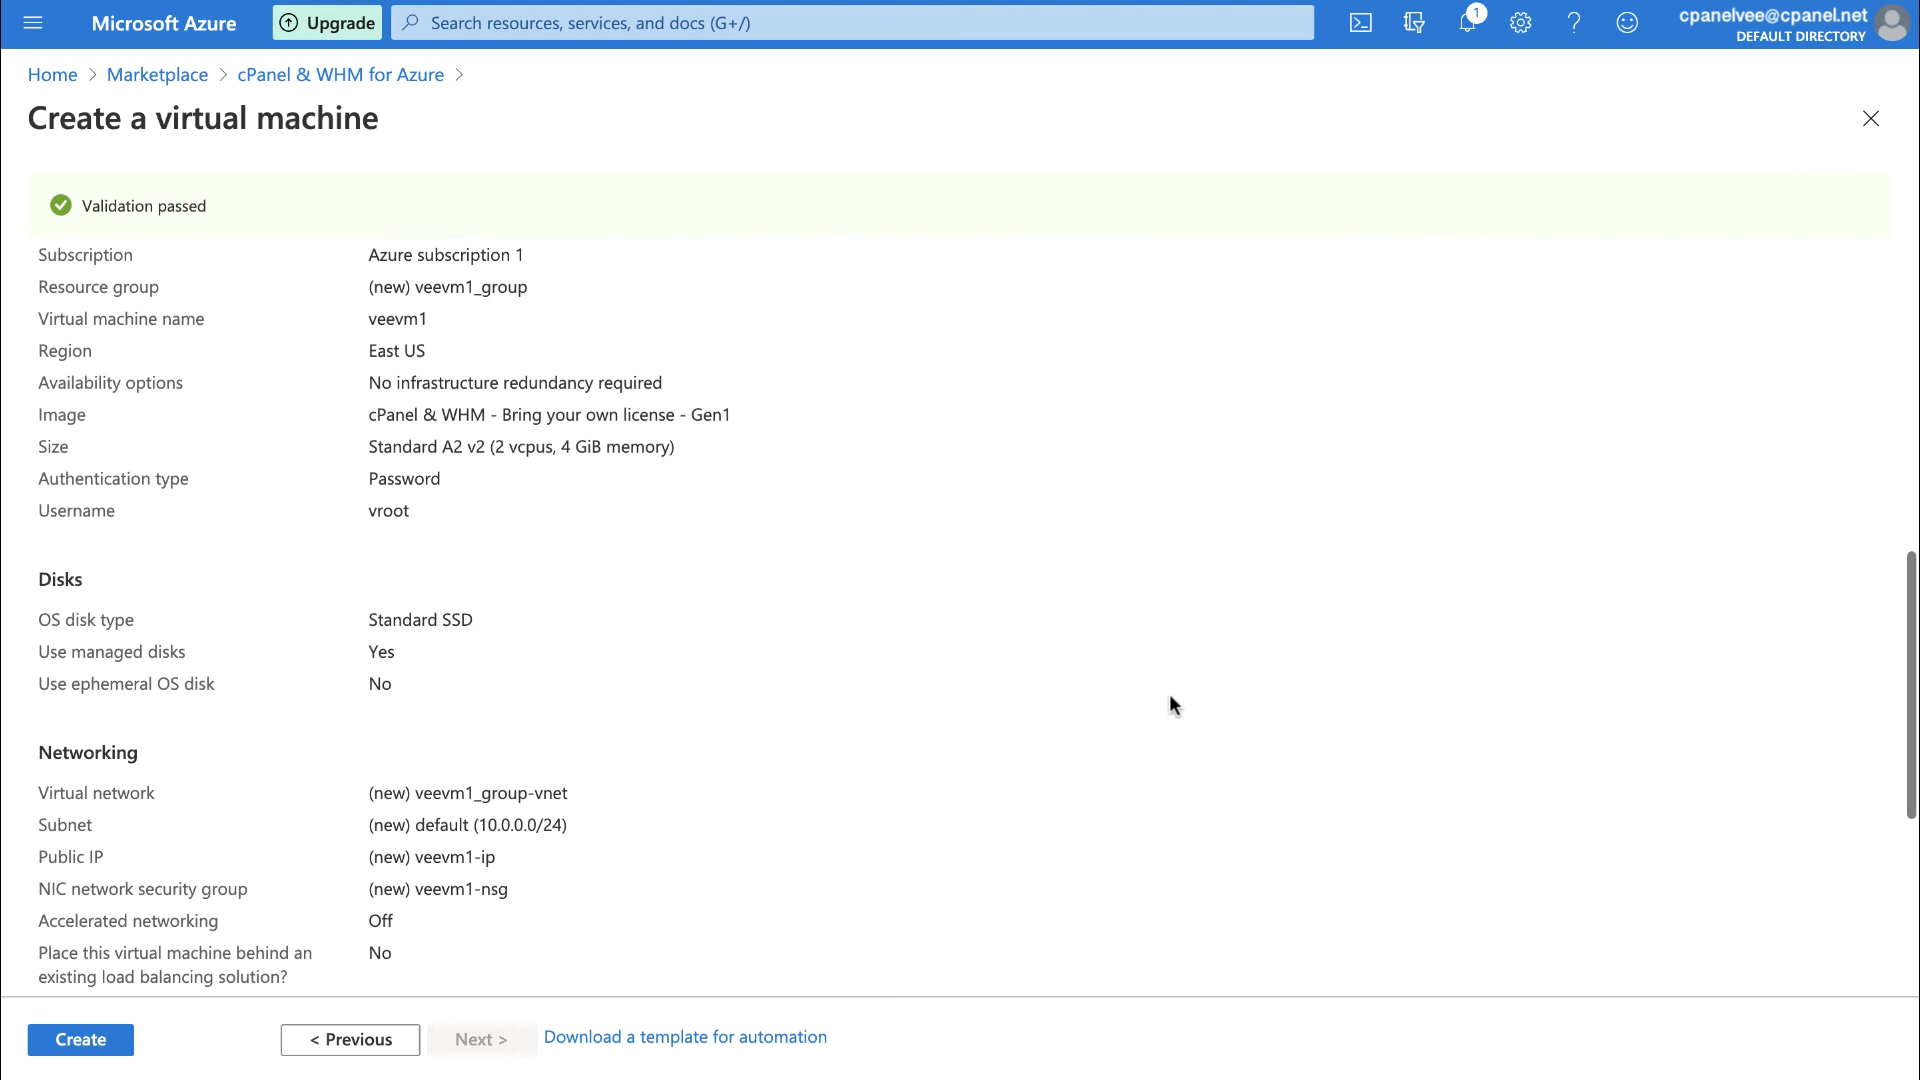 Microsoft Azure
Upgrade
Search resources, services, and docs (G+/)
1
cpanelvee@cpanel.net
DEFAULT DIRECTORY
Home > Marketplace > cPanel & WHM for Azure >
Create a virtual machine
Validation passed
Subscription Azure subscription 1
Resource group (new) veevm1_group
Virtual machine name veevm1
Region East US
Availability options No infrastructure redundancy required
Image cPanel & WHM - Bring your own license - Gen1
Size Standard A2 v2 (2 vcpus, 4 GiB memory)
Authentication type Password
Username vroot
Disks
OS disk type Standard SSD
Use managed disks Yes
Use ephemeral OS disk No
Networking
Virtual network (new) veevm1_group-vnet
Subnet (new) default (10.0.0.0/24)
Public IP (new) veevm1-ip
NIC network security group (new) veevm1-nsg
Accelerated networking Off
Place this virtual machine behind an No
existing load balancing solution?
Create
< Previous
Next >
Download a template for automation